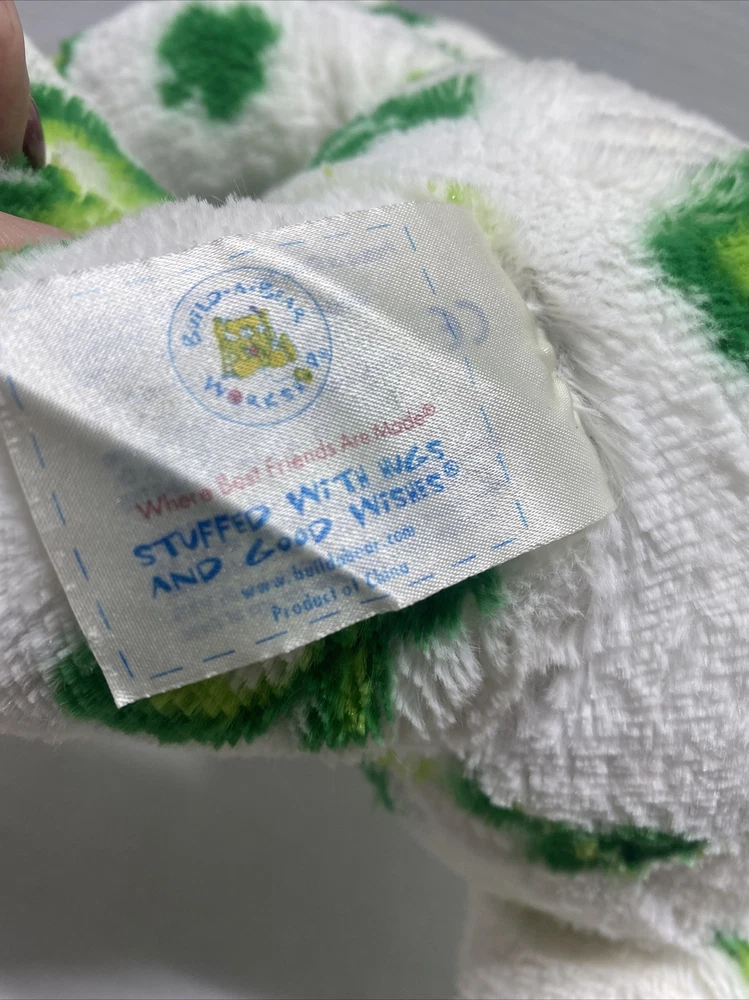 BUILD-A-BEAR
WORKSHOP
CE
Where Best Friends Are Made®
STUFFED WITH HUGS
AND GOOD WISHES®
www.buildabear.com
Product of China